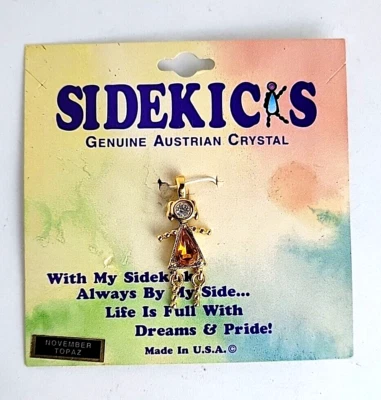 SIDEKICKS
GENUINE AUSTRIAN CRYSTAL
With My Sidekick
Always By My Side...
Life Is Full With
Dreams & Pride!
NOVEMBER
TOPAZ
Made In U.S.A.©